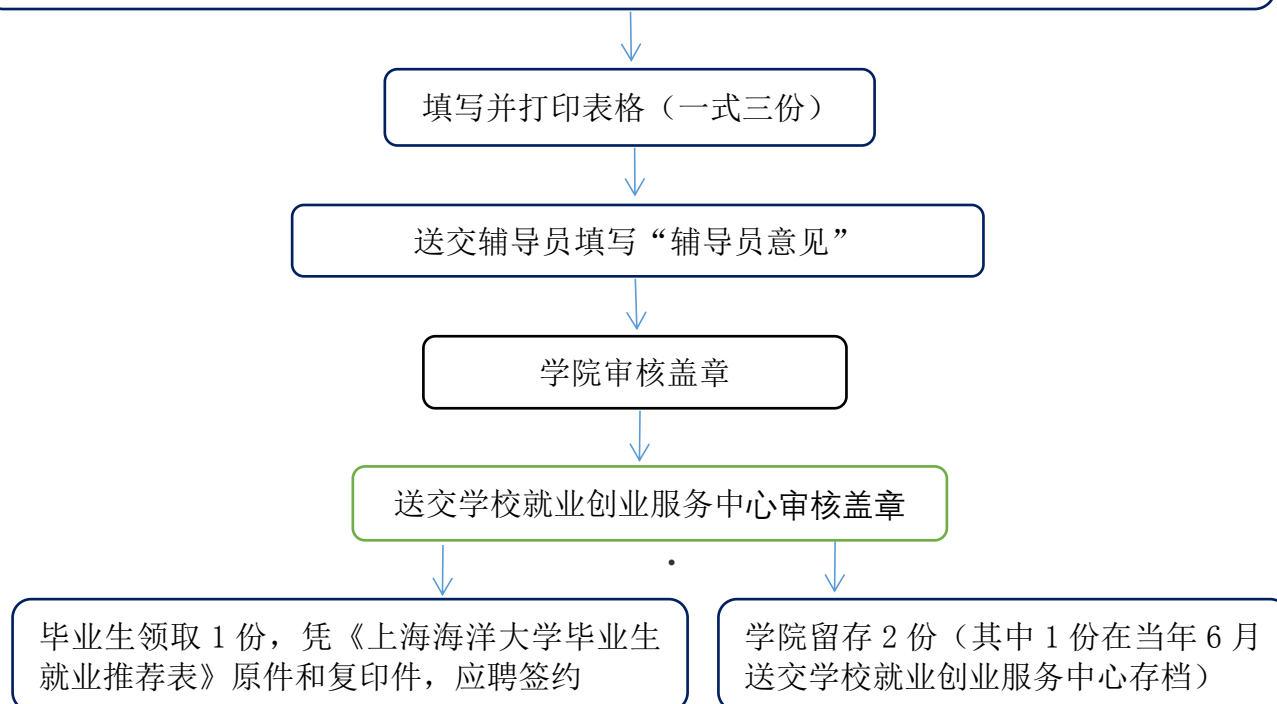 填写并打印表格（一式三份）
送交辅导员填写“辅导员意见”
学院审核盖章
送交学校就业创业服务中心审核盖章
毕业生领取 1 份，凭《上海海洋大学毕业生
就业推荐表》原件和复印件，应聘签约
学院留存 2 份（其中 1 份在当年 6 月
送交学校就业创业服务中心存档）